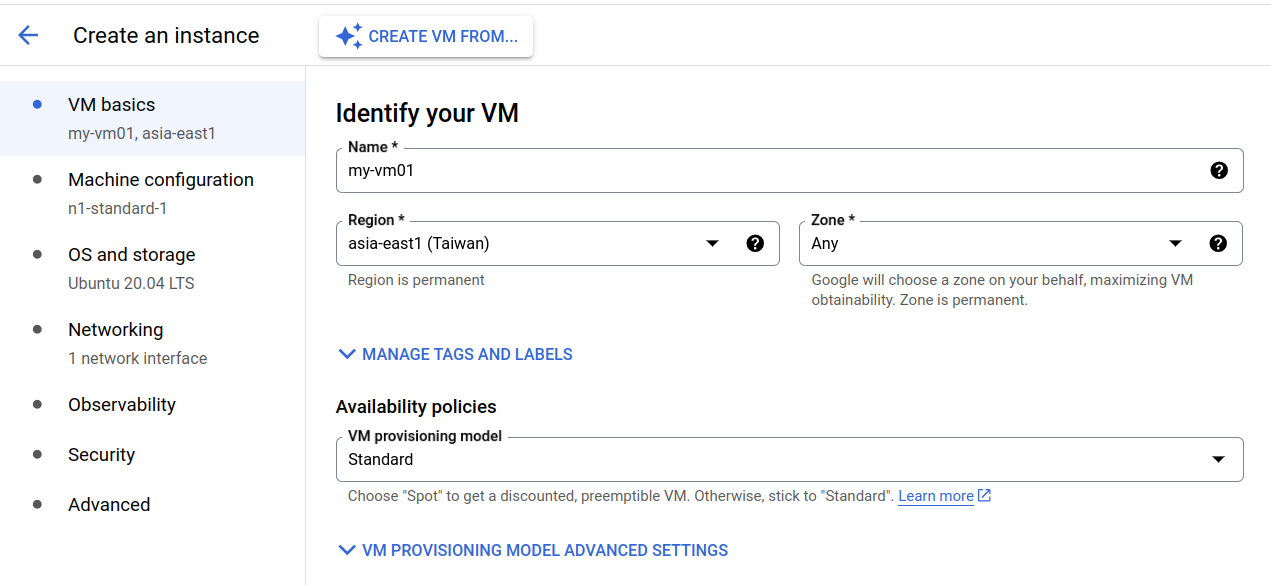 Create an instance
CREATE VM FROM...
VM basics
my-vm01, asia-east1
Machine configuration
n1-standard-1
OS and storage
Ubuntu 20.04 LTS
Networking
1 network interface
Observability
Security
Advanced
Identify your VM
Name *
my-vm01
Region *
asia-east1 (Taiwan)
Region is permanent
Zone *
Any
Google will choose a zone on your behalf, maximizing VM
obtainability. Zone is permanent.
MANAGE TAGS AND LABELS
Availability policies
VM provisioning model
Standard
Choose "Spot" to get a discounted, preemptible VM. Otherwise, stick to "Standard". Learn more
VM PROVISIONING MODEL ADVANCED SETTINGS